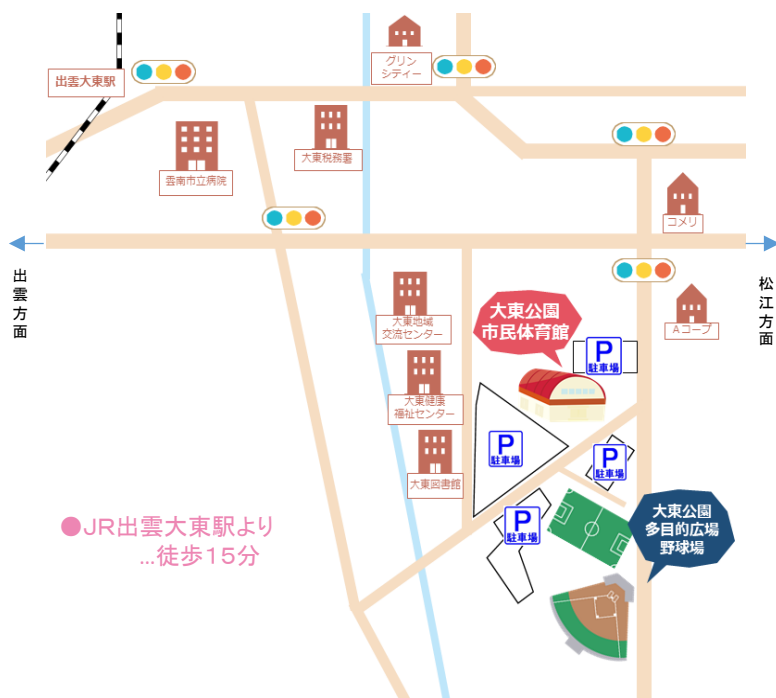 グリン
シティー
出雲大東駅
大東税務署
雲南市立病院
コメリ
出雲方面
松江方面
大東公園
市民体育館
大東地域
交流センター
Aコープ
P
駐車場
大東健康
福祉センター
P
駐車場
P
駐車場
大東図書館
P
駐車場
大東公園
多目的広場
野球場
●JR出雲大東駅より
…徒歩15分